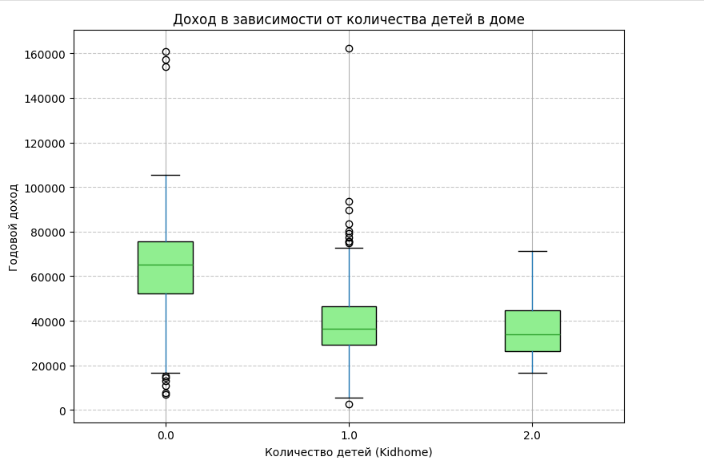 Доход в зависимости от количества детей в доме
160000
140000
120000
100000
80000
60000
40000
20000
0
Годовой доход
0.0 1.0 2.0
Количество детей (Kidhome)